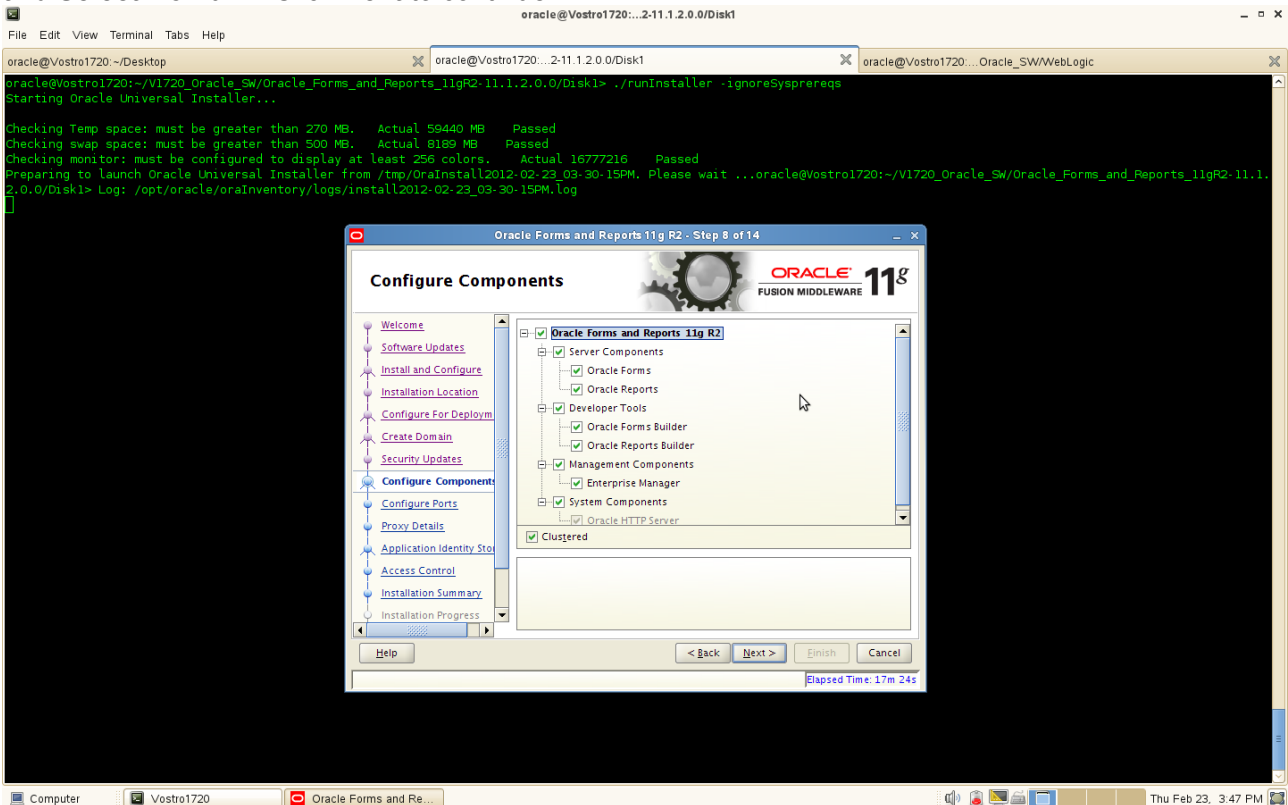 oracle@Vostro1720:...2-11.1.2.0.0/Disk1
File Edit View Terminal Tabs Help
oracle@Vostro1720:~/Desktop
oracle@Vostro1720:...2-11.1.2.0.0/Disk1
oracle@Vostro1720:...Oracle_SW/WebLogic
oracle@Vostro1720:~/V1720_Oracle_SW/Oracle_Forms_and_Reports_11gR2-11.1.2.0.0/Disk1> ./runInstaller -ignoreSysprereqs
Starting Oracle Universal Installer...
Checking Temp space: must be greater than 270 MB. Actual 59440 MB Passed
Checking swap space: must be greater than 500 MB. Actual 8189 MB Passed
Checking monitor: must be configured to display at least 256 colors. Actual 16777216 Passed
Preparing to launch Oracle Universal Installer from /tmp/OraInstall2012-02-23_03-30-15PM. Please wait ...oracle@Vostro1720:~/V1720_Oracle_SW/Oracle_Forms_and_Reports_11gR2-11.1.
2.0.0/Disk1> Log: /opt/oracle/oraInventory/logs/install2012-02-23_03-30-15PM.log
Oracle Forms and Reports 11g R2 - Step 8 of 14
Configure Components
ORACLE
FUSION MIDDLEWARE
11g
Welcome
Software Updates
Install and Configure
Installation Location
Configure For Deploym
Create Domain
Security Updates
Configure Components
Configure Ports
Proxy Details
Application Identity Sto
Access Control
Installation Summary
Installation Progress
Oracle Forms and Reports 11g R2
Server Components
Oracle Forms
Oracle Reports
Developer Tools
Oracle Forms Builder
Oracle Reports Builder
Management Components
Enterprise Manager
System Components
Oracle HTTP Server
Clustered
Help
< Back
Next >
Finish
Cancel
Elapsed Time: 17m 24s
Computer
Vostro1720
Oracle Forms and Re...
Thu Feb 23, 3:47 PM